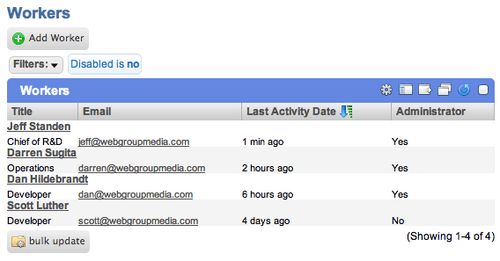 Workers
Add Worker
Filters: Disabled is no
Workers
Title Email Last Activity Date Administrator
Jeff Standen
Chief of R&D jeff@webgroupmedia.com 1 min ago Yes
Darren Sugita
Operations darren@webgroupmedia.com 2 hours ago Yes
Dan Hildebrandt
Developer dan@webgroupmedia.com 6 hours ago Yes
Scott Luther
Developer scott@webgroupmedia.com 4 days ago No
bulk update (Showing 1-4 of 4)